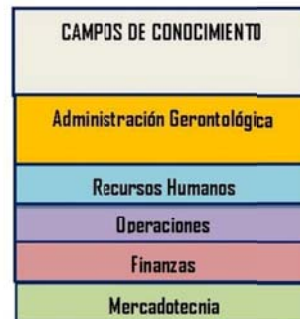 CAMPOS DE CONOCIMIENTO
Administración Gerontológica
Recursos Humanos
Operaciones
Finanzas
Mercadotecnia